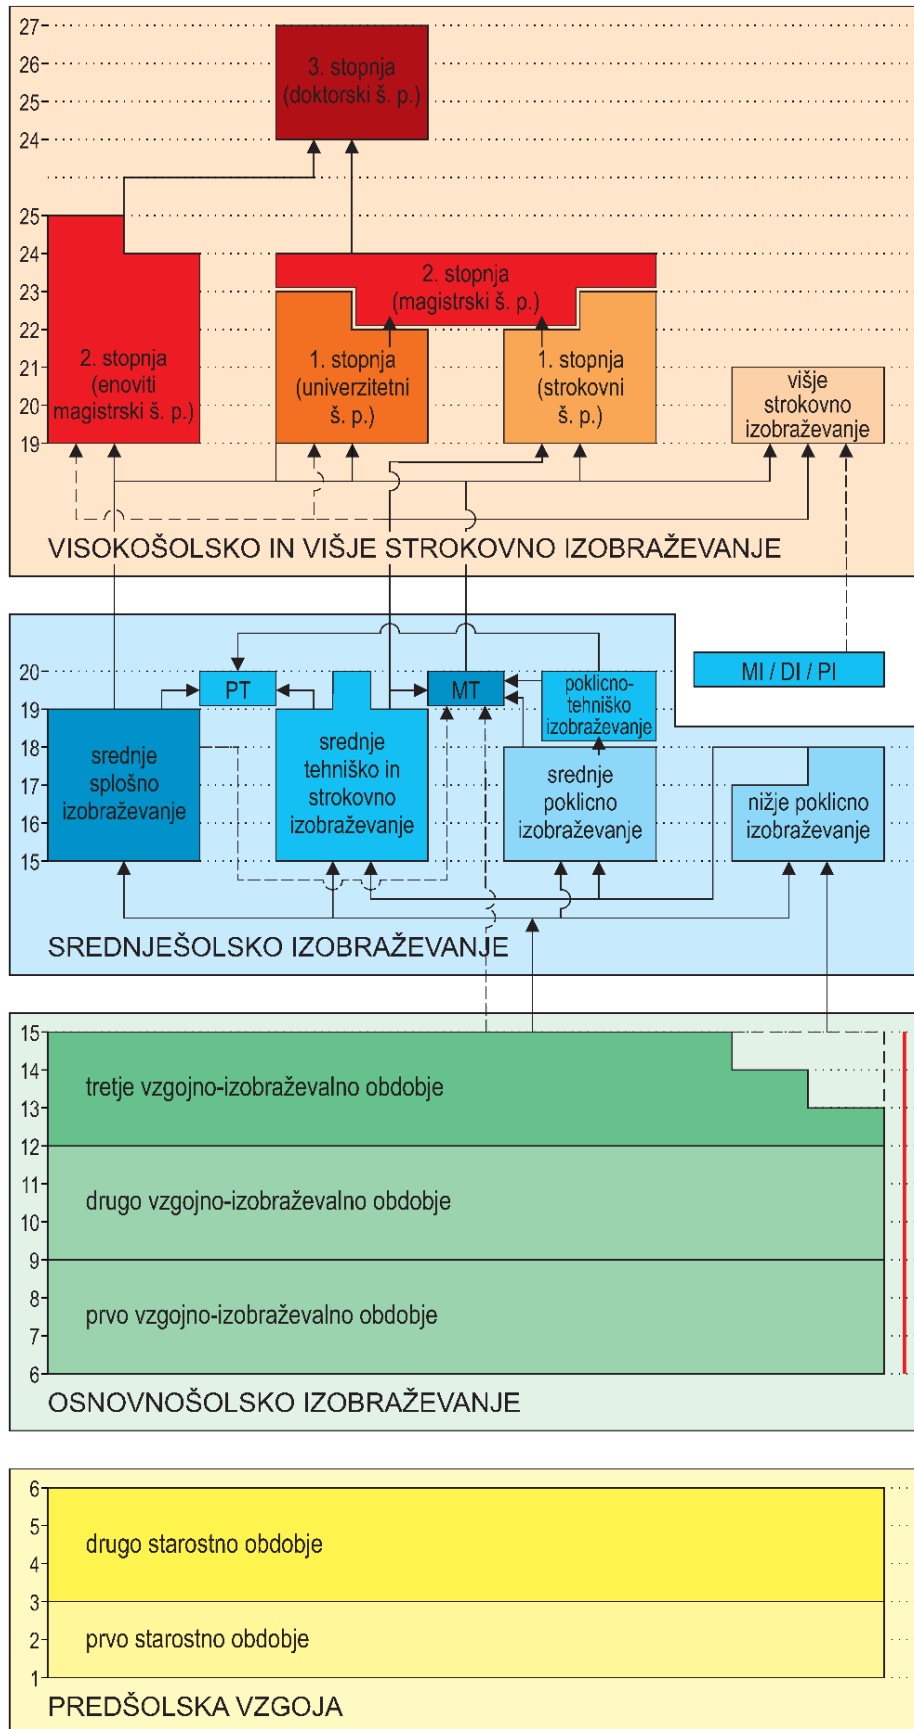 27
26
25
24
3. stopnja
(doktorski š. p.)
25
24
23
22
21
20
19
2. stopnja
(enoviti
magistrski š. p.)
2. stopnja
(magistrski š. p.)
1. stopnja
(univerzitetni
š. p.)
1. stopnja
(strokovni
š. p.)
višje
strokovno
izobraževanje
VISOKOŠOLSKO IN VIŠJE STROKOVNO IZOBRAŽEVANJE
20
19
18
17
16
15
PT
MT
poklicno-
tehniško
izobraževanje
MI / DI / PI
srednje
splošno
izobraževanje
srednje
tehniško in
strokovno
izobraževanje
srednje
poklicno
izobraževanje
nižje poklicno
izobraževanje
SREDNJEŠOLSKO IZOBRAŽEVANJE
15
14
13
12
11
10
9
8
7
6
tretje vzgojno-izobraževalno obdobje
drugo vzgojno-izobraževalno obdobje
prvo vzgojno-izobraževalno obdobje
OSNOVNOŠOLSKO IZOBRAŽEVANJE
6
5
4
3
2
1
drugo starostno obdobje
prvo starostno obdobje
PREDŠOLSKA VZGOJA